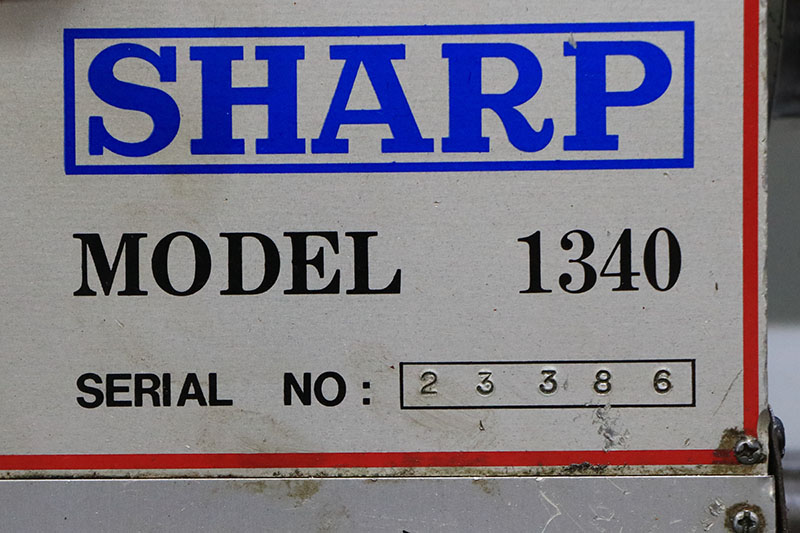 SHARP
MODEL 1340
SERIAL NO: 23386